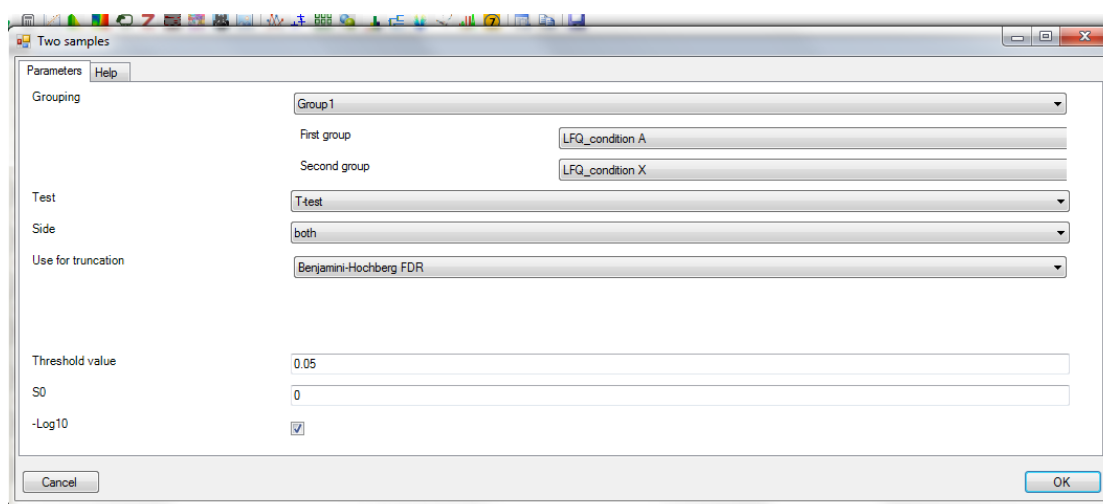 Two samples
Parameters Help
Grouping Group1
First group LFQ_condition A
Second group LFQ_condition X
Test T-test
Side both
Use for truncation Benjamini-Hochberg FDR
Threshold value 0.05
S0 0
-Log10
Cancel OK